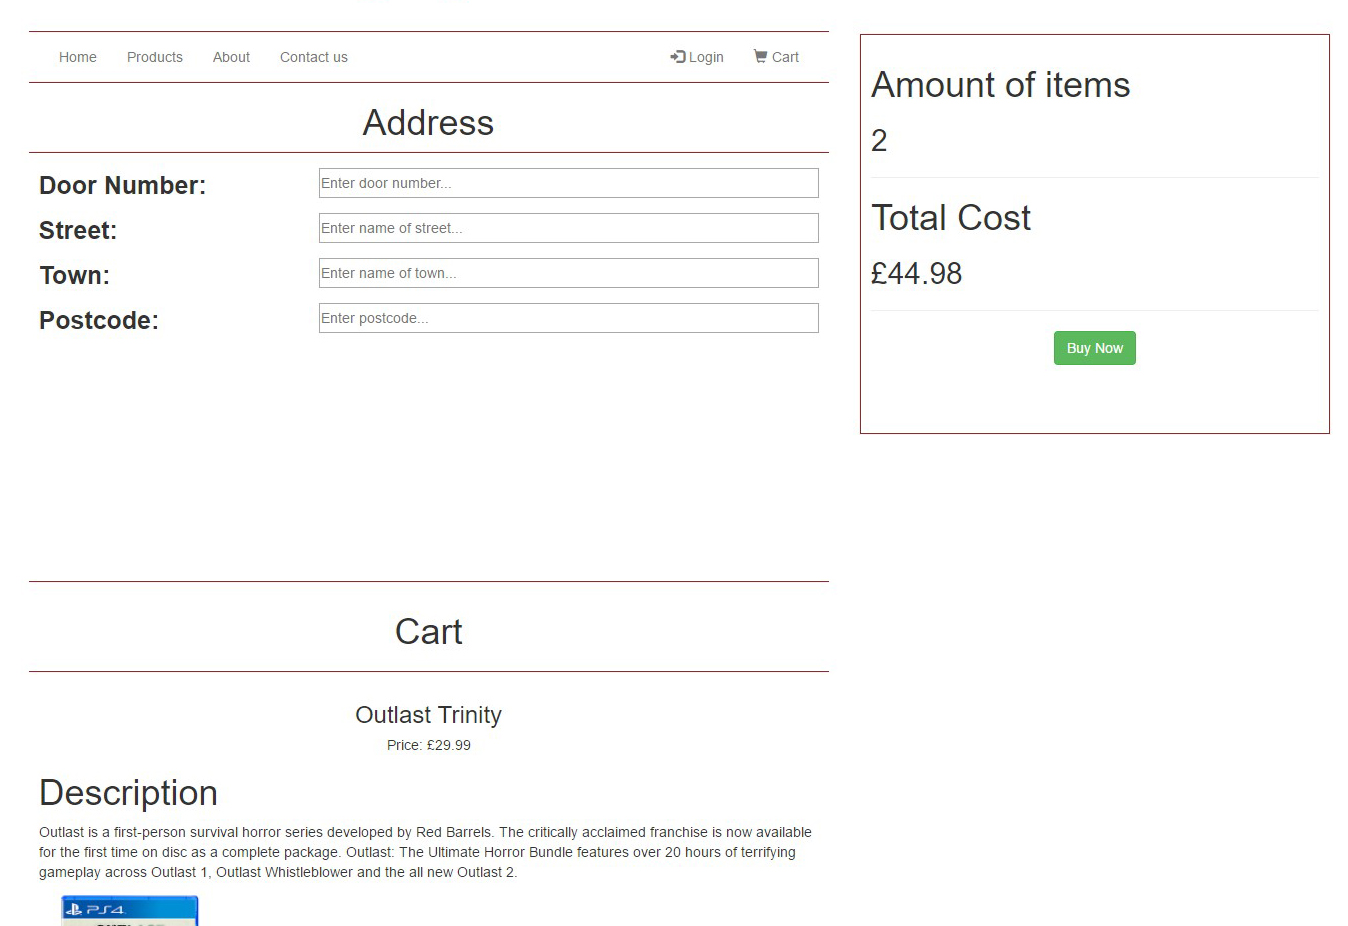 Home Products About Contact us Login Cart
Address
Door Number: Enter door number...
Street: Enter name of street...
Town: Enter name of town...
Postcode: Enter postcode...
Amount of items
2
Total Cost
£44.98
Buy Now
Cart
Outlast Trinity
Price: £29.99
Description
Outlast is a first-person survival horror series developed by Red Barrels. The critically acclaimed franchise is now available
for the first time on disc as a complete package. Outlast: The Ultimate Horror Bundle features over 20 hours of terrifying
gameplay across Outlast 1, Outlast Whistleblower and the all new Outlast 2.
PS4